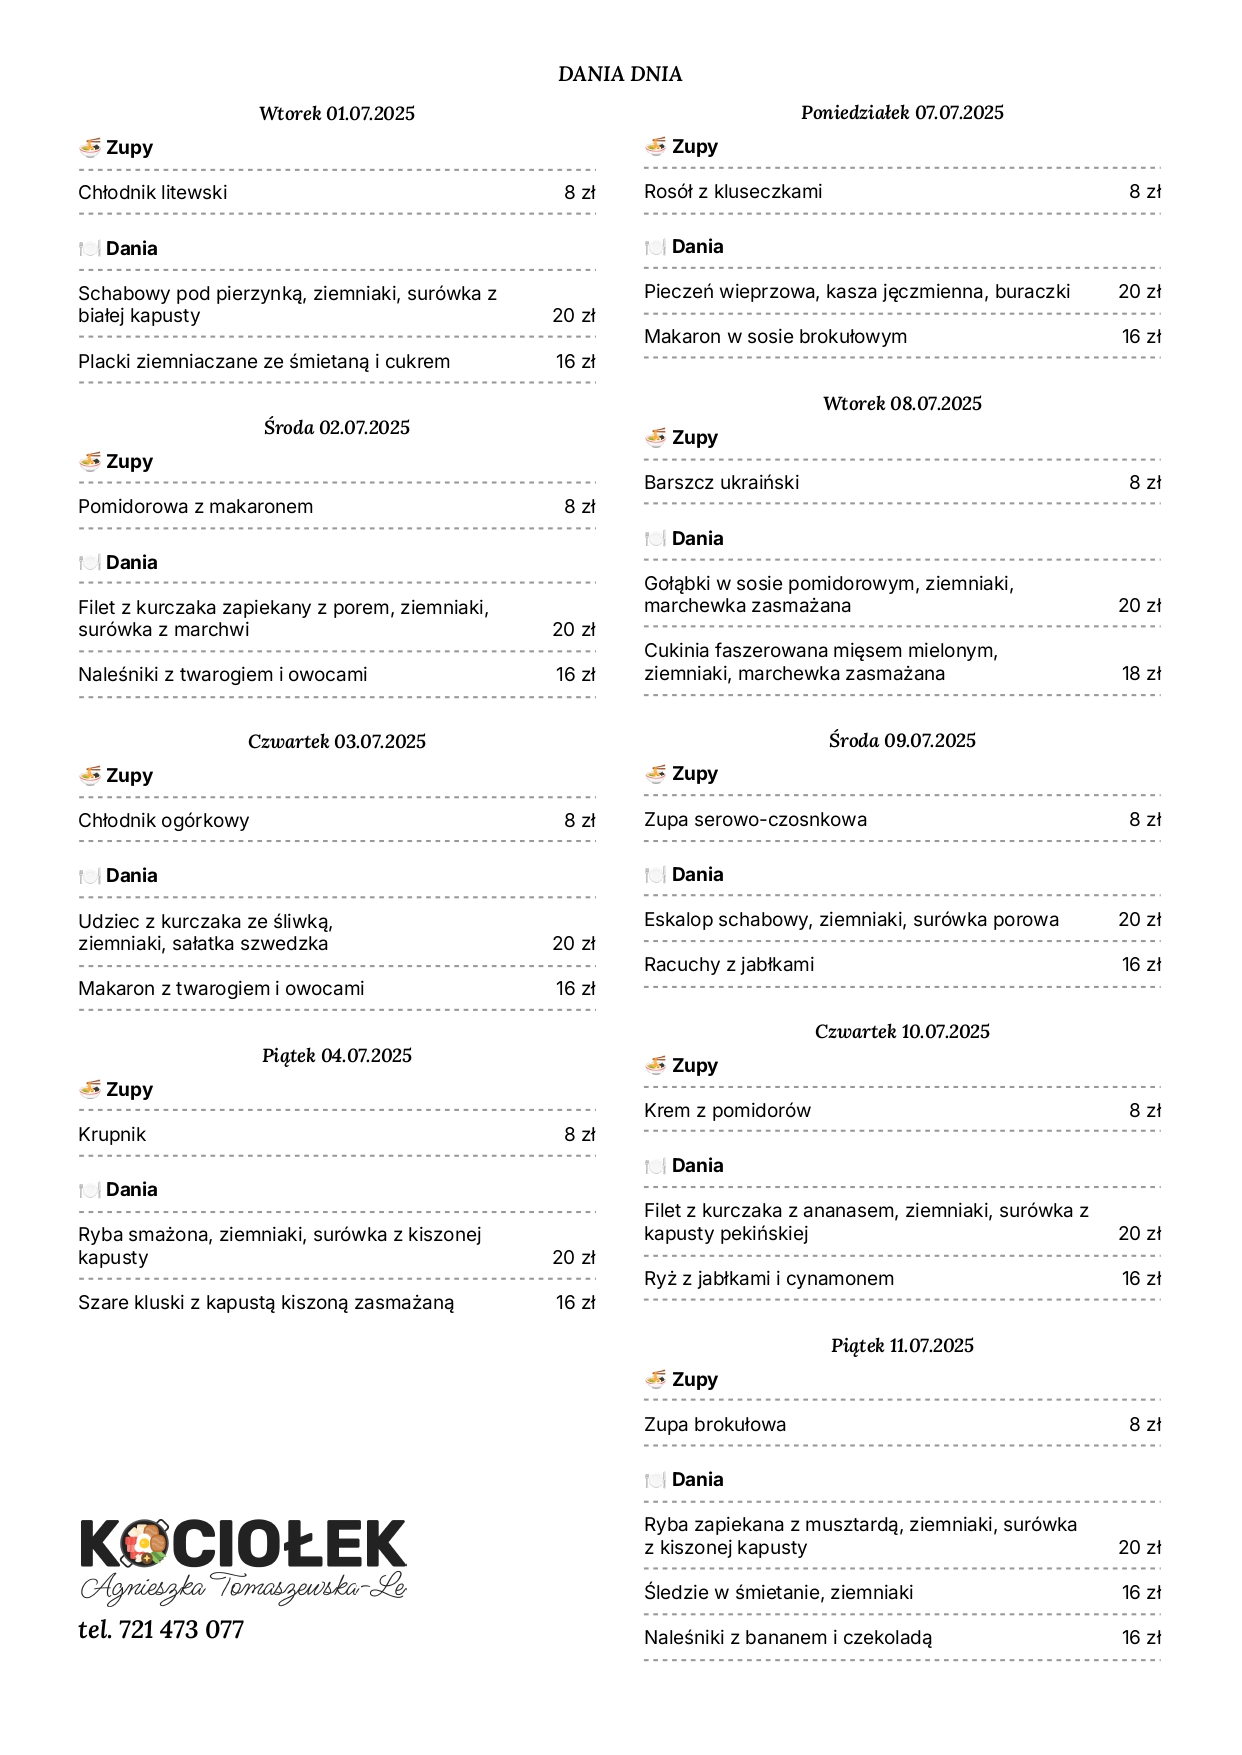 DANIA DNIA
Wtorek 01.07.2025
Zupy
Chłodnik litewski 8 zł
Dania
Schabowy pod pierzynką, ziemniaki, surówka z
białej kapusty 20 zł
Placki ziemniaczane ze śmietaną i cukrem 16 zł
Środa 02.07.2025
Zupy
Pomidorowa z makaronem 8 zł
Dania
Filet z kurczaka zapiekany z porem, ziemniaki,
surówka z marchwi 20 zł
Naleśniki z twarogiem i owocami 16 zł
Czwartek 03.07.2025
Zupy
Chłodnik ogórkowy 8 zł
Dania
Udziec z kurczaka ze śliwką,
ziemniaki, sałatka szwedzka 20 zł
Makaron z twarogiem i owocami 16 zł
Piątek 04.07.2025
Zupy
Krupnik 8 zł
Dania
Ryba smażona, ziemniaki, surówka z kiszonej
kapusty 20 zł
Szare kluski z kapustą kiszoną zasmażaną 16 zł
KOCIOŁEK
Agnieszka Tomaszewska-Le
tel. 721 473 077
Poniedziałek 07.07.2025
Zupy
Rosół z kluseczkami 8 zł
Dania
Pieczeń wieprzowa, kasza jęczmienna, buraczki 20 zł
Makaron w sosie brokułowym 16 zł
Wtorek 08.07.2025
Zupy
Barszcz ukraiński 8 zł
Dania
Gołąbki w sosie pomidorowym, ziemniaki,
marchewka zasmażana 20 zł
Cukinia faszerowana mięsem mielonym,
ziemniaki, marchewka zasmażana 18 zł
Środa 09.07.2025
Zupy
Zupa serowo-czosnkowa 8 zł
Dania
Eskalop schabowy, ziemniaki, surówka porowa 20 zł
Racuchy z jabłkami 16 zł
Czwartek 10.07.2025
Zupy
Krem z pomidorów 8 zł
Dania
Filet z kurczaka z ananasem, ziemniaki, surówka z
kapusty pekińskiej 20 zł
Ryż z jabłkami i cynamonem 16 zł
Piątek 11.07.2025
Zupy
Zupa brokułowa 8 zł
Dania
Ryba zapiekana z musztardą, ziemniaki, surówka
z kiszonej kapusty 20 zł
Śledzie w śmietanie, ziemniaki 16 zł
Naleśniki z bananem i czekoladą 16 zł